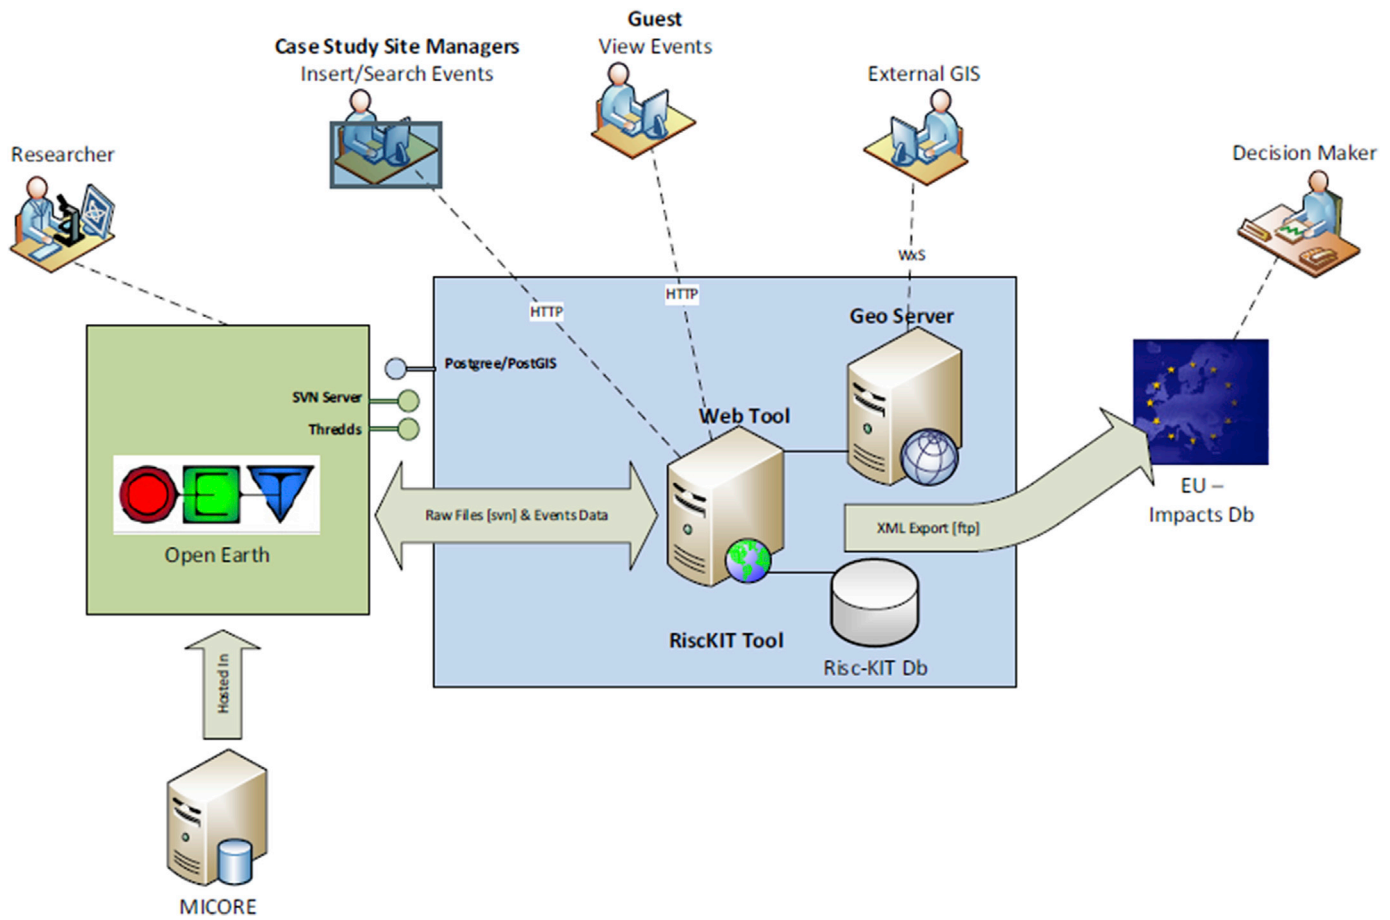 Guest
View Events
Case Study Site Managers
Insert/Search Events
External GIS
Researcher
Decision Maker
WxS
HTTP
HTTP
Geo Server
Postgree/PostGIS
SVN Server
Thredds
Web Tool
Raw Files [svn] & Events Data
XML Export [ftp]
EU –
Impacts Db
Open Earth
RiscKIT Tool
Risc-KIT Db
Hosted In
MICORE